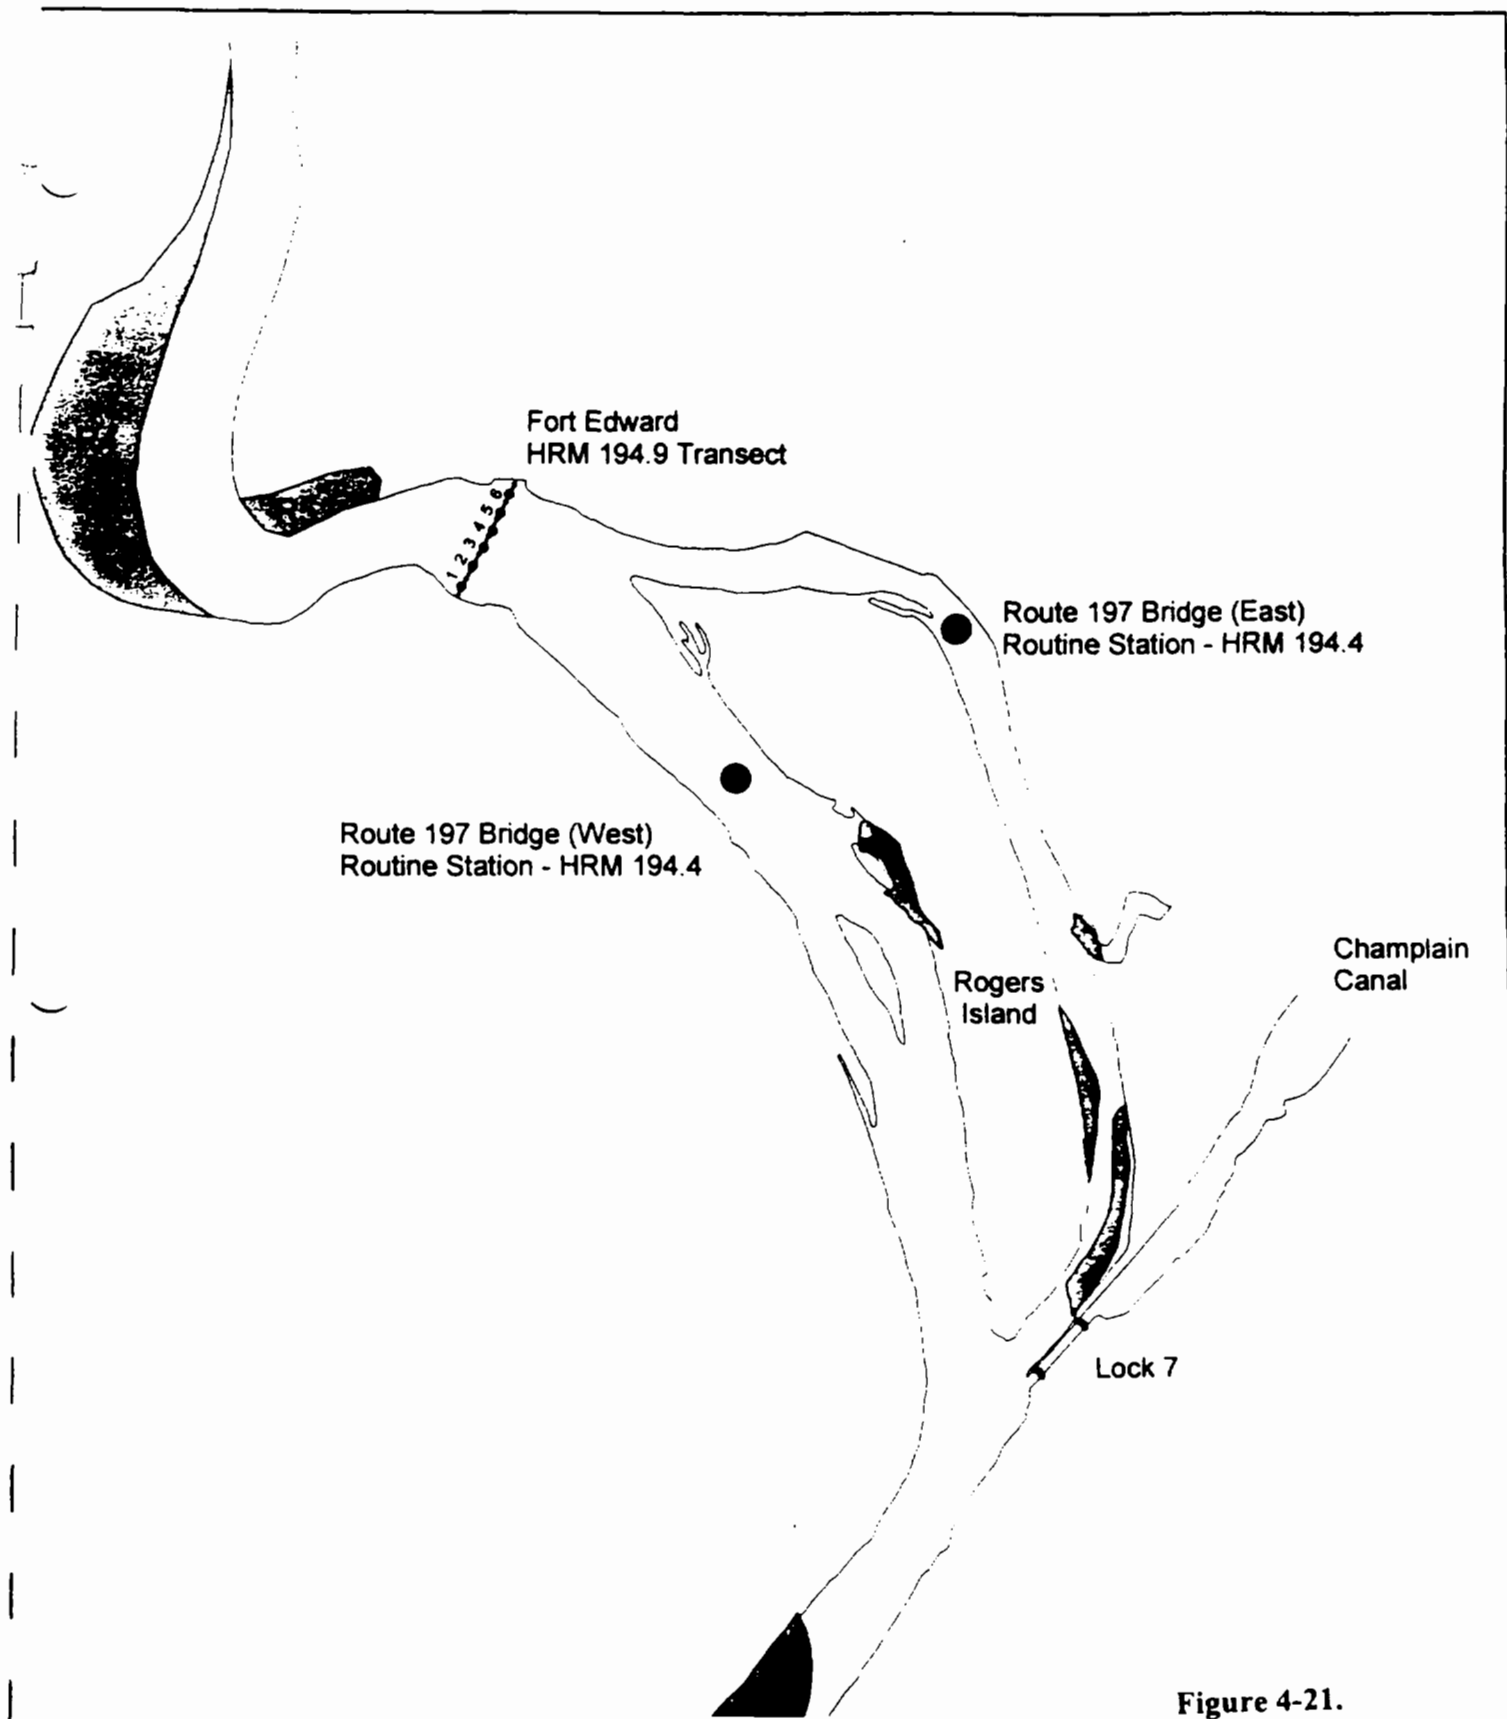 Fort Edward
HRM 194.9 Transect
1 2 3 4 5 6
Route 197 Bridge (East)
Routine Station - HRM 194.4
Route 197 Bridge (West)
Routine Station - HRM 194.4
Champlain
Canal
Rogers
Island
Lock 7
Figure 4-21.